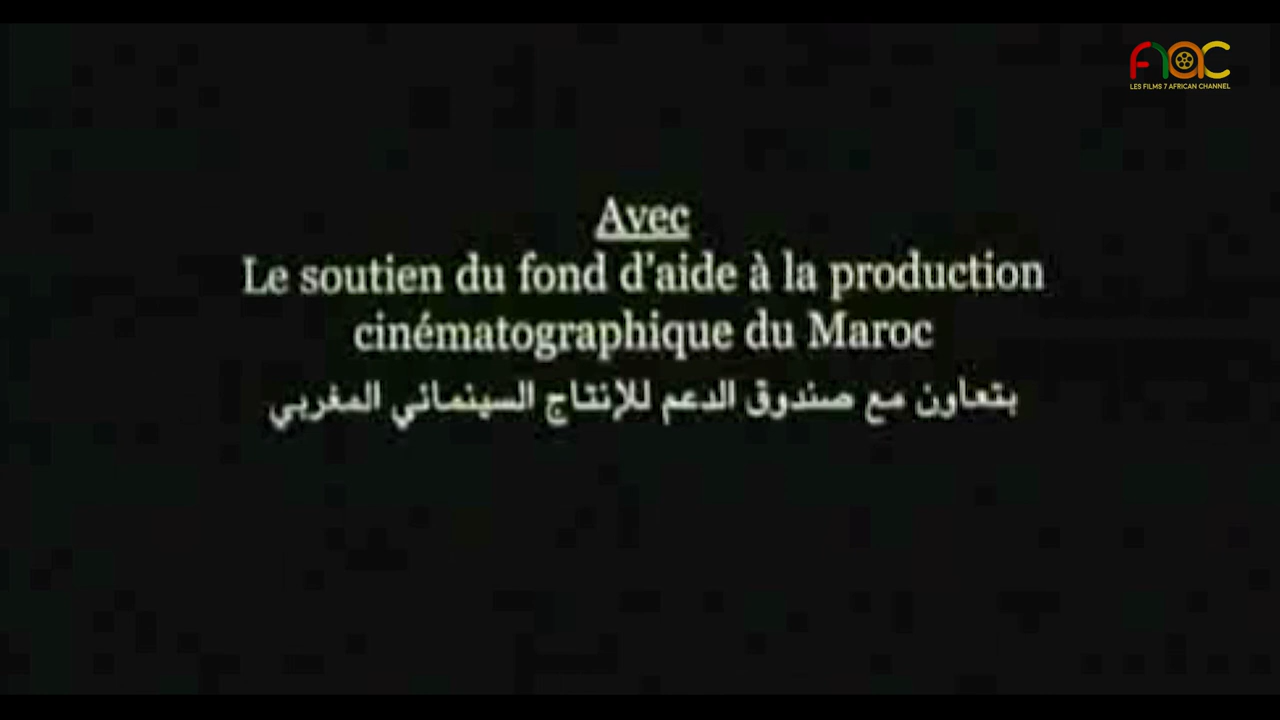 F7AC
LES FILMS 7 AFRICAN CHANNEL
Avec
Le soutien du fond d'aide à la production
cinématographique du Maroc
بتعاون مع صندوق الدعم للإنتاج السينمائي المغربي